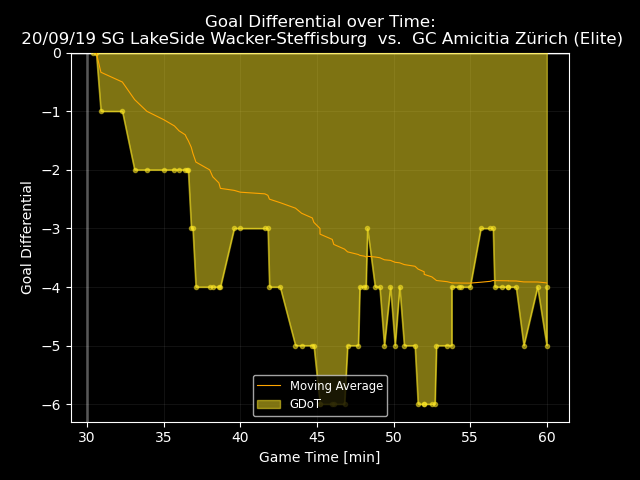 Goal Differential over Time:
20/09/19 SG LakeSide Wacker-Steffisburg  vs.  GC Amicitia Zürich (Elite)
0
−1
−2
−3
−4
−5
−6
Goal Differential
Moving Average
GDoT
30 35 40 45 50 55 60
Game Time [min]